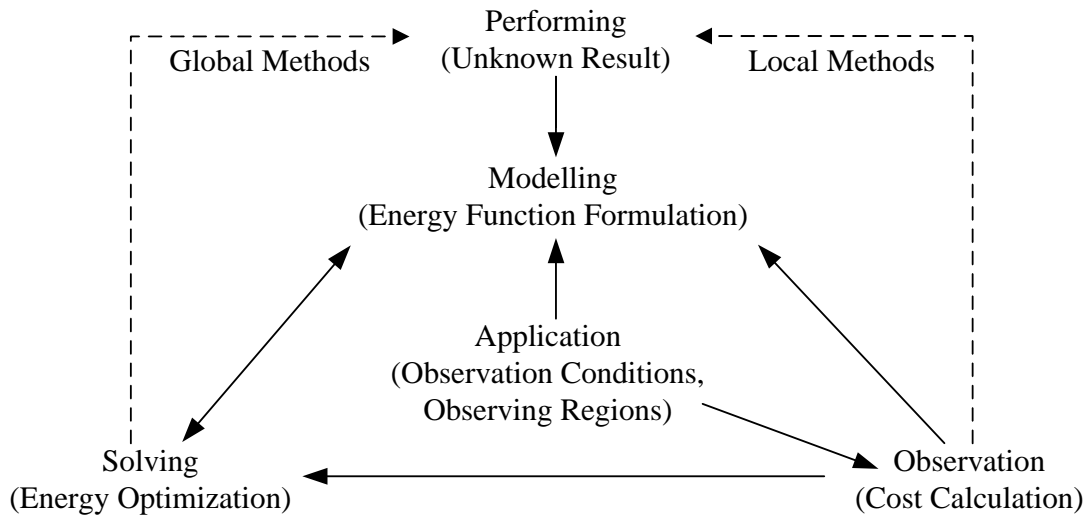 Performing
(Unknown Result)
Global Methods
Local Methods
Modelling
(Energy Function Formulation)
Application
(Observation Conditions,
Observing Regions)
Solving
(Energy Optimization)
Observation
(Cost Calculation)